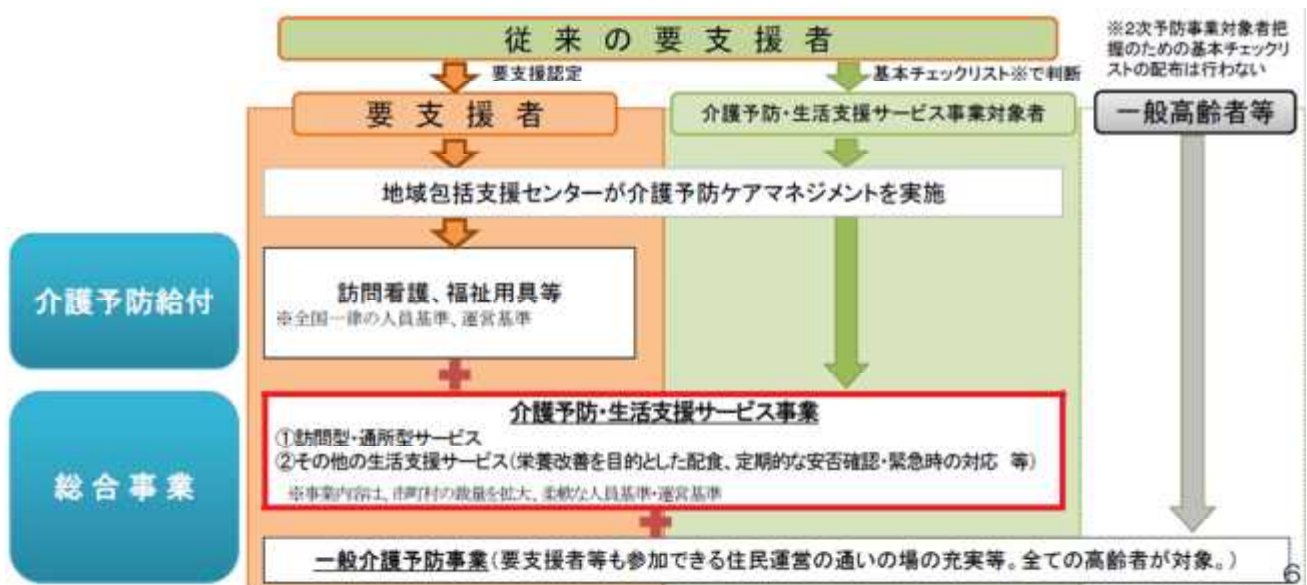 従来の要支援者
※2次予防事業対象者把
握のための基本チェックリ
ストの配布は行わない
要支援認定
基本チェックリスト※で判断
要支援者
介護予防・生活支援サービス事業対象者
一般高齢者等
地域包括支援センターが介護予防ケアマネジメントを実施
介護予防給付
訪問看護、福祉用具等
※全国一律の人員基準、運営基準
総合事業
介護予防・生活支援サービス事業
①訪問型・通所型サービス
②その他の生活支援サービス(栄養改善を目的とした配食、定期的な安否確認・緊急時の対応 等)
※事業内容は、市町村の裁量を拡大、柔軟な人員基準・運営基準
一般介護予防事業(要支援者等も参加できる住民運営の通いの場の充実等。全ての高齢者が対象。)
6